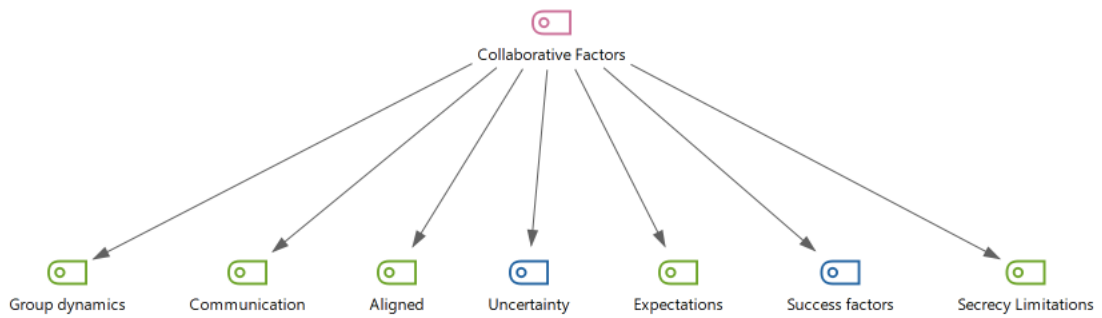 Collaborative Factors
Group dynamics
Communication
Aligned
Uncertainty
Expectations
Success factors
Secrecy Limitations